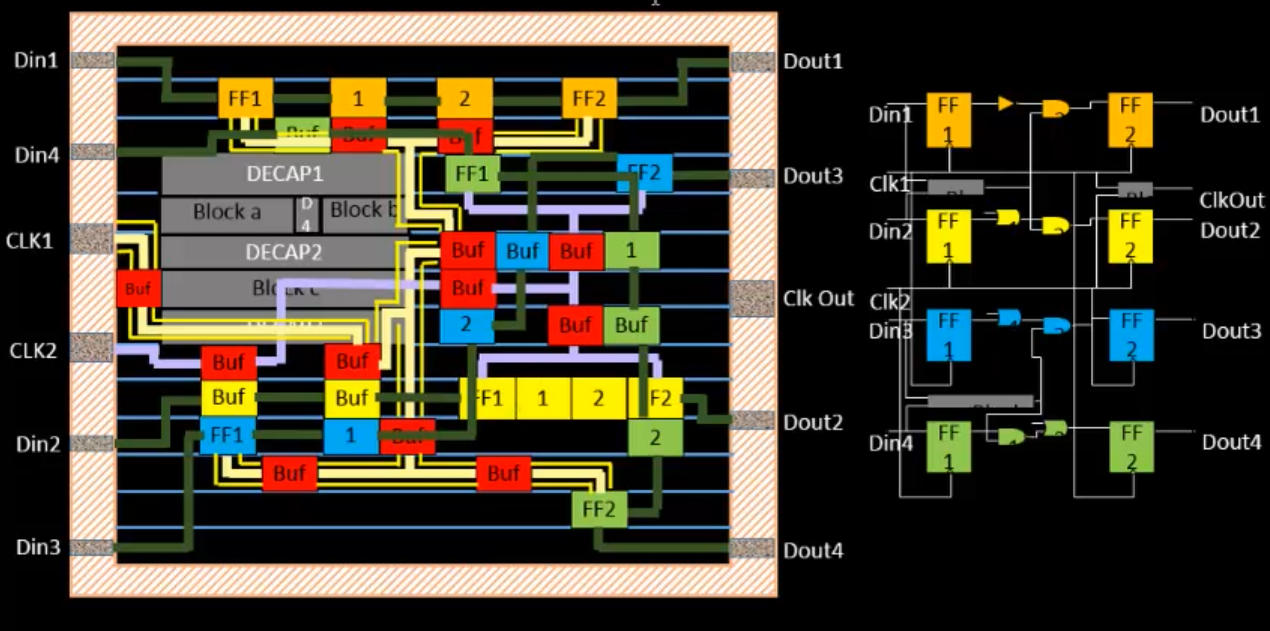 Din1
Dout1
FF1 1 2 FF2
Din1 FF 1 FF 2 Dout1
Buf Buf Buf
Din4
DECAP1
FF1 FF2
Dout3
Clk1
ClkOut
Block a D 4 Block b
Din2 FF 1 FF 2 Dout2
CLK1
DECAP2
Buf Buf Buf 1
Buf
Block c
Buf
Clk Out
Clk2
2 Buf Buf
Din3 FF 1 FF 2 Dout3
CLK2
Buf Buf
Buf Buf FF1 1 2 FF2
Din2
Dout2
FF1 1 Buf 2
Din4 FF 1 FF 2 Dout4
Buf Buf
FF2
Din3
Dout4